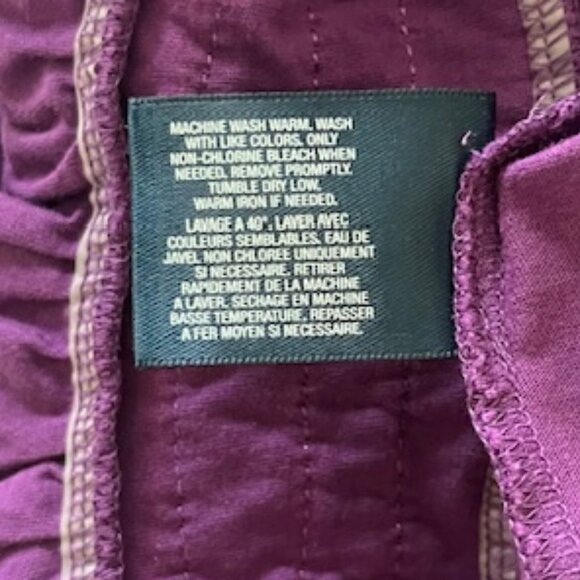 MACHINE WASH WARM. WASH
WITH LIKE COLORS. ONLY
NON-CHLORINE BLEACH WHEN
NEEDED. REMOVE PROMPTLY.
TUMBLE DRY LOW.
WARM IRON IF NEEDED.
LAVAGE A 40°. LAVER AVEC
COULEURS SEMBLABLES. EAU DE
JAVEL NON CHLOREE UNIQUEMENT
SI NECESSAIRE. RETIRER
RAPIDEMENT DE LA MACHINE
A LAVER. SECHAGE EN MACHINE
BASSE TEMPERATURE. REPASSER
A FER MOYEN SI NECESSAIRE.